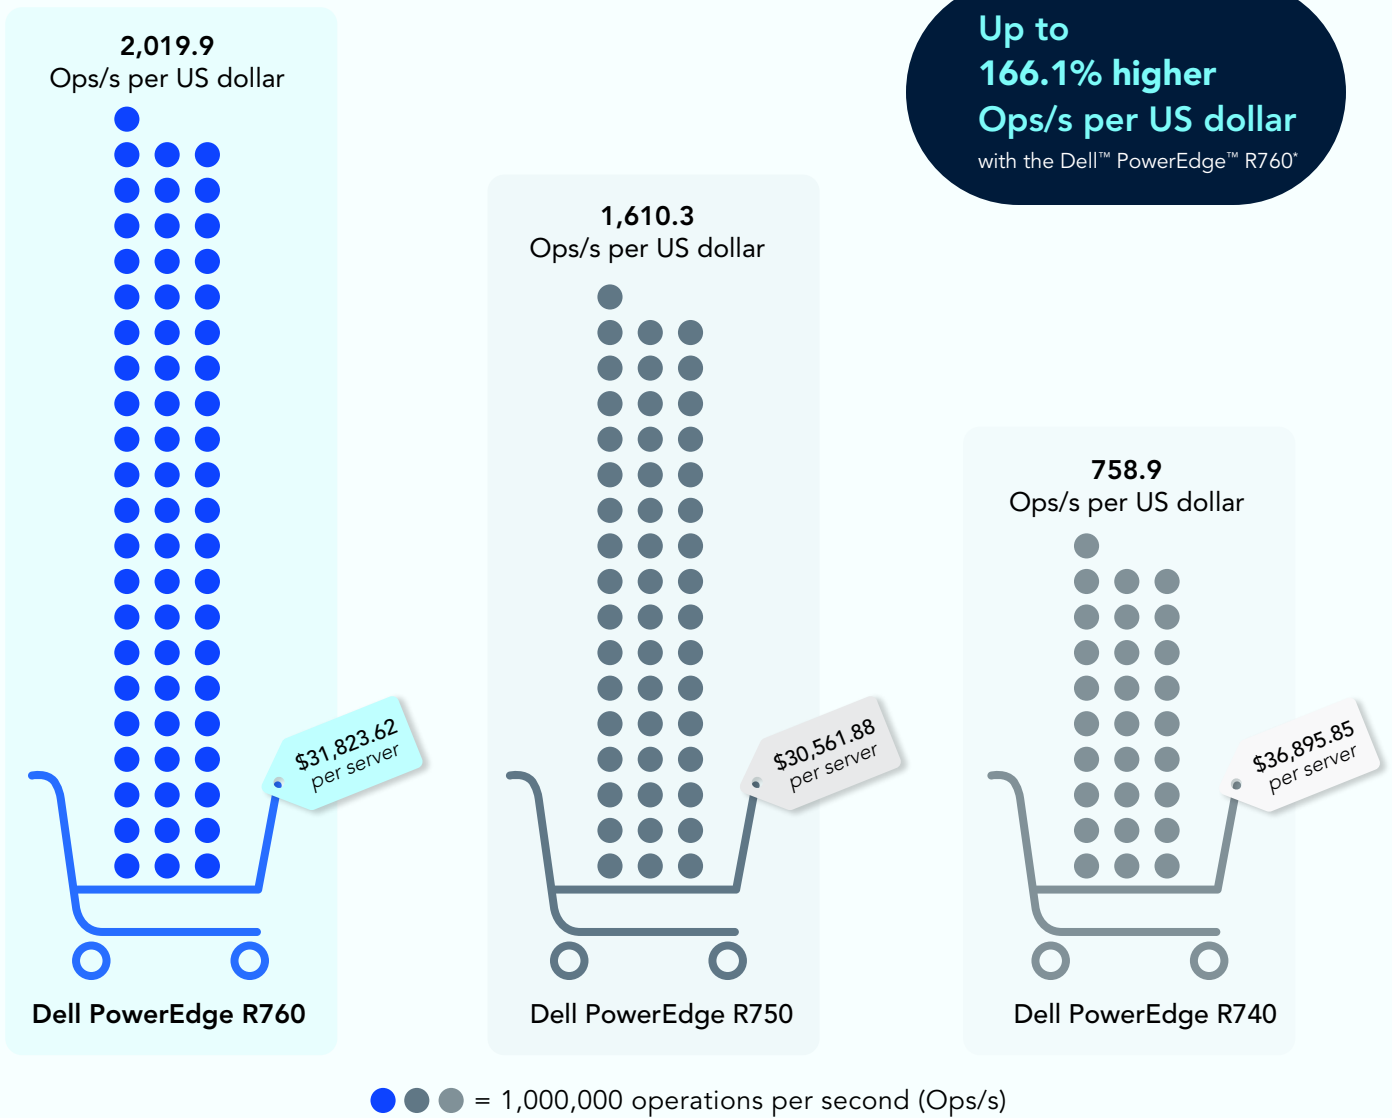 2,019.9
Ops/s per US dollar
Up to
166.1% higher
Ops/s per US dollar
with the Dell™ PowerEdge™ R760*
1,610.3
Ops/s per US dollar
758.9
Ops/s per US dollar
$31,823.62
per server
$30,561.88
per server
$36,895.85
per server
Dell PowerEdge R760
Dell PowerEdge R750
Dell PowerEdge R740
= 1,000,000 operations per second (Ops/s)